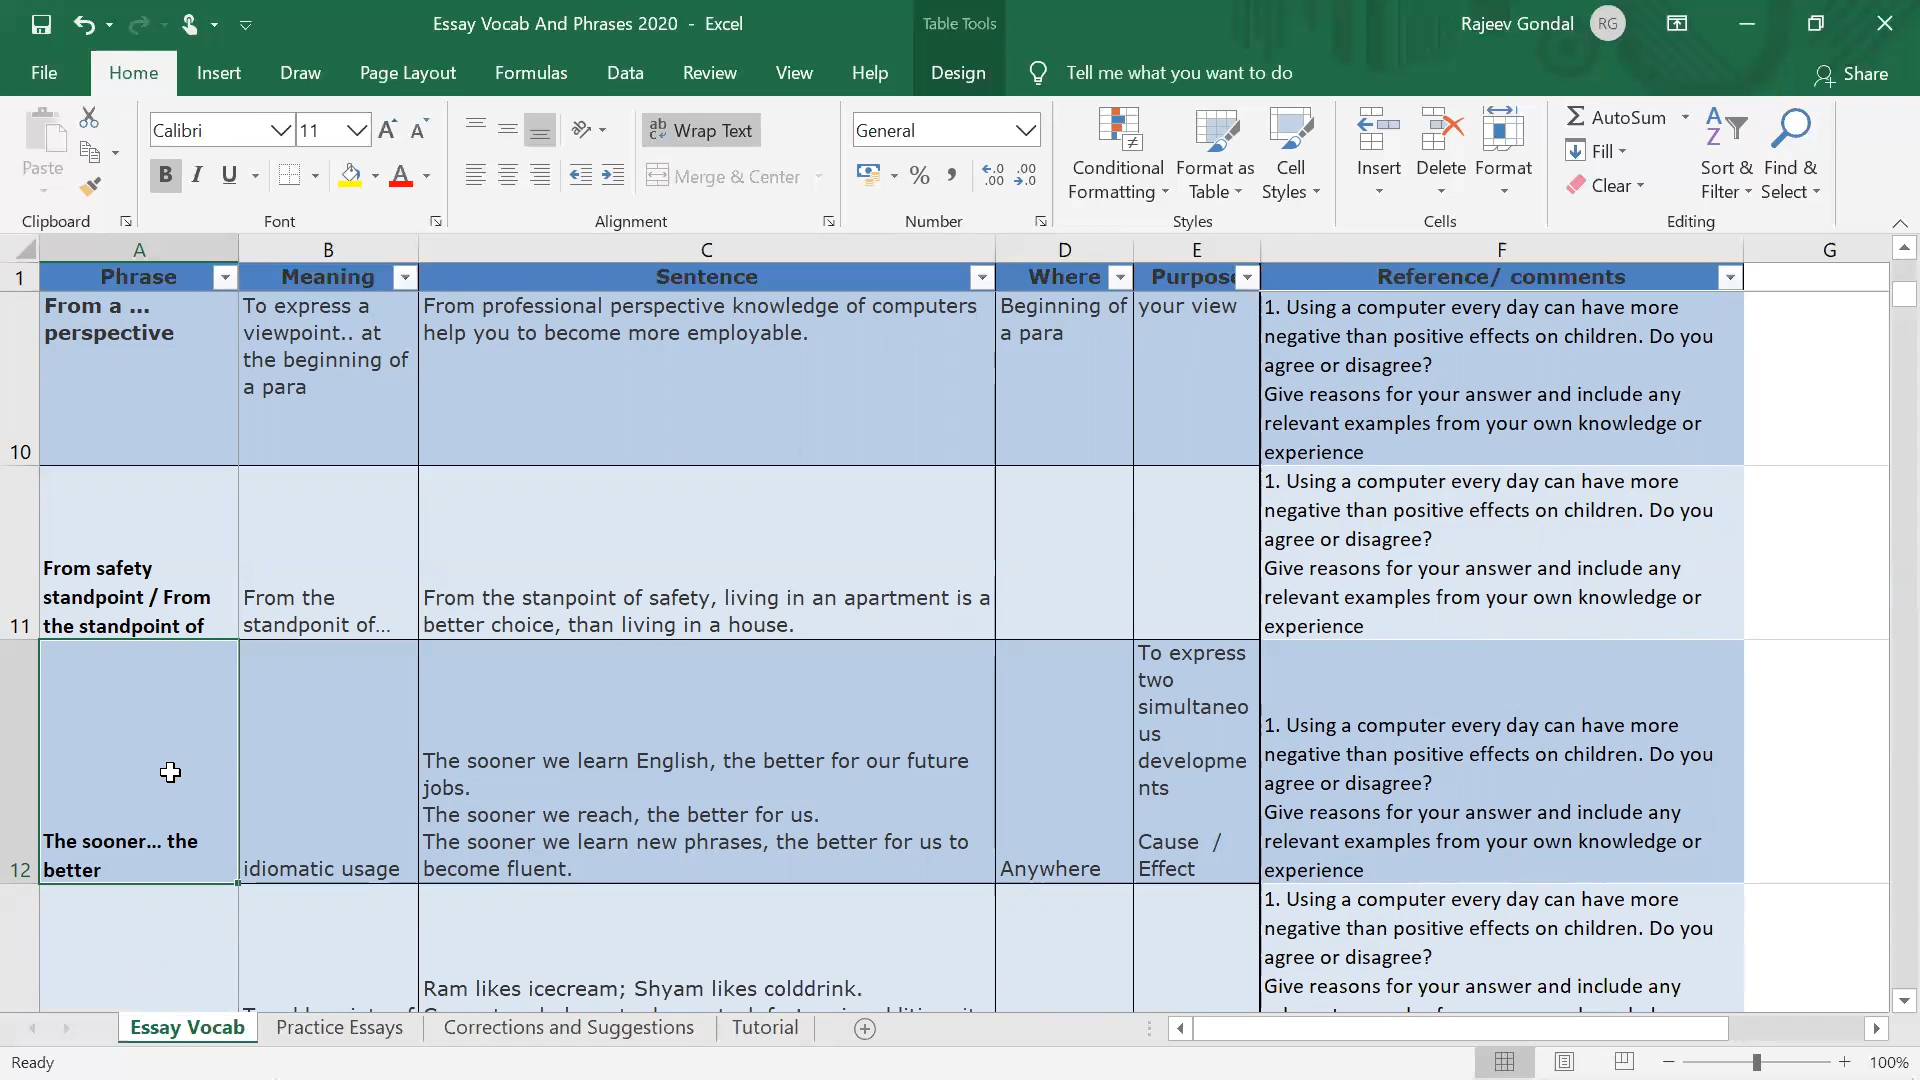 Essay Vocab And Phrases 2020 - Excel
Table Tools
Rajeev Gondal
RG
File
Home
Insert
Draw
Page Layout
Formulas
Data
Review
View
Help
Design
Tell me what you want to do
Share
Paste
Clipboard
Calibri
11
B I U
Font
Wrap Text
Merge & Center
Alignment
General
Number
Conditional
Formatting
Format as
Table
Cell
Styles
Styles
Insert
Delete
Format
Cells
AutoSum
Fill
Clear
Sort &
Filter
Find &
Select
Editing
A B C D E F G
1
Phrase
Meaning
Sentence
Where
Purpose
Reference/ comments
10
From a ...
perspective
To express a
viewpoint.. at
the beginning of
a para
From professional perspective knowledge of computers
help you to become more employable.
Beginning of
a para
your view
1. Using a computer every day can have more
negative than positive effects on children. Do you
agree or disagree?
Give reasons for your answer and include any
relevant examples from your own knowledge or
experience
11
From safety
standpoint / From
the standpoint of
From the
standponit of...
From the stanpoint of safety, living in an apartment is a
better choice, than living in a house.
1. Using a computer every day can have more
negative than positive effects on children. Do you
agree or disagree?
Give reasons for your answer and include any
relevant examples from your own knowledge or
experience
12
The sooner... the
better
idiomatic usage
The sooner we learn English, the better for our future
jobs.
The sooner we reach, the better for us.
The sooner we learn new phrases, the better for us to
become fluent.
Anywhere
To express
two
simultaneo
us
developme
nts
Cause /
Effect
1. Using a computer every day can have more
negative than positive effects on children. Do you
agree or disagree?
Give reasons for your answer and include any
relevant examples from your own knowledge or
experience
Ram likes icecream; Shyam likes colddrink.
1. Using a computer every day can have more
negative than positive effects on children. Do you
agree or disagree?
Give reasons for your answer and include any
Essay Vocab
Practice Essays
Corrections and Suggestions
Tutorial
Ready
100%